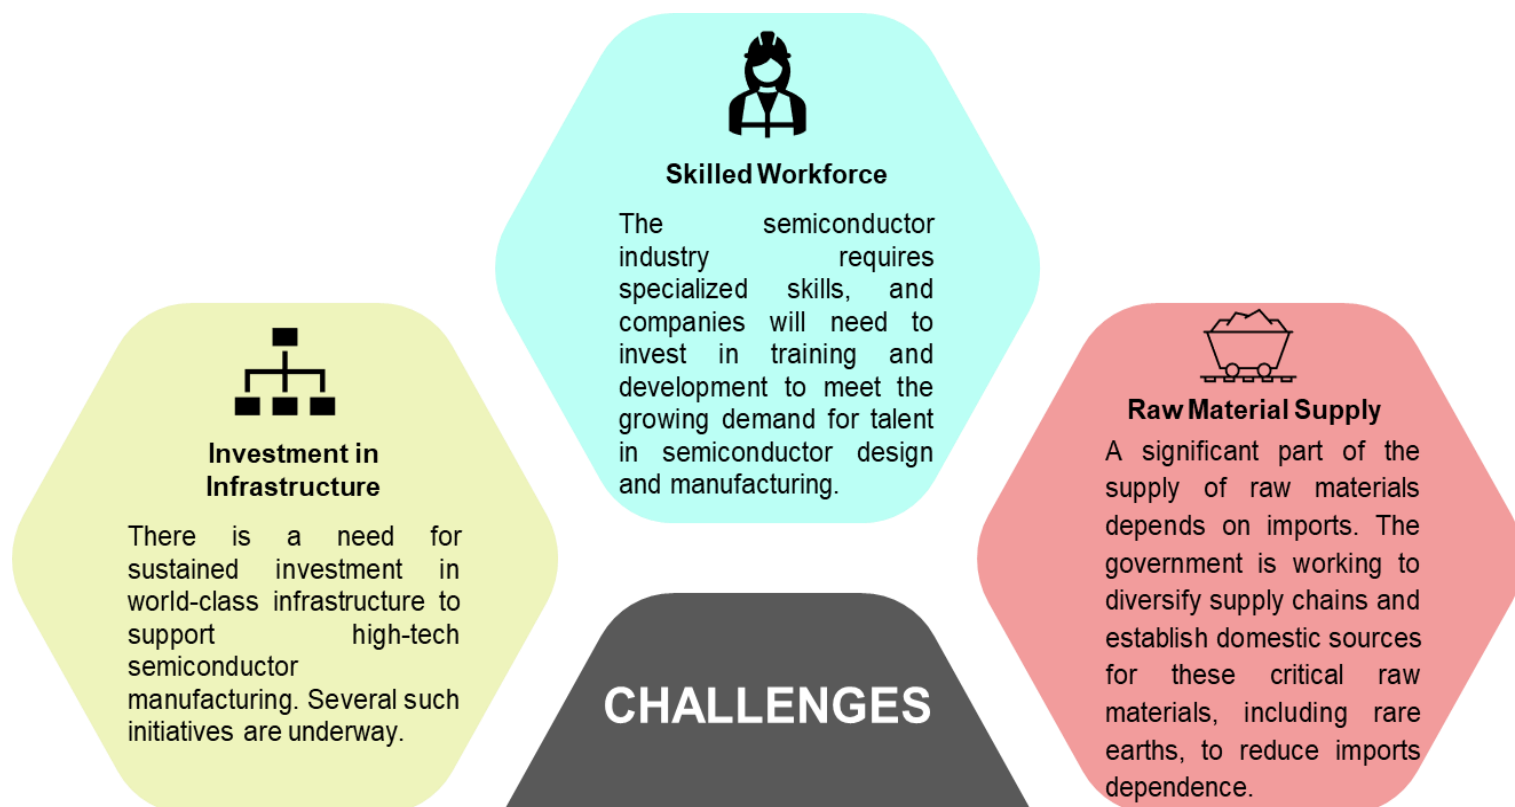 Skilled Workforce
The semiconductor
industry requires
specialized skills, and
companies will need to
invest in training and
development to meet the
growing demand for talent
in semiconductor design
and manufacturing.
Investment in
Infrastructure
There is a need for
sustained investment in
world-class infrastructure to
support high-tech
semiconductor
manufacturing. Several such
initiatives are underway.
Raw Material Supply
A significant part of the
supply of raw materials
depends on imports. The
government is working to
diversify supply chains and
establish domestic sources
for these critical raw
materials, including rare
earths, to reduce imports
dependence.
CHALLENGES